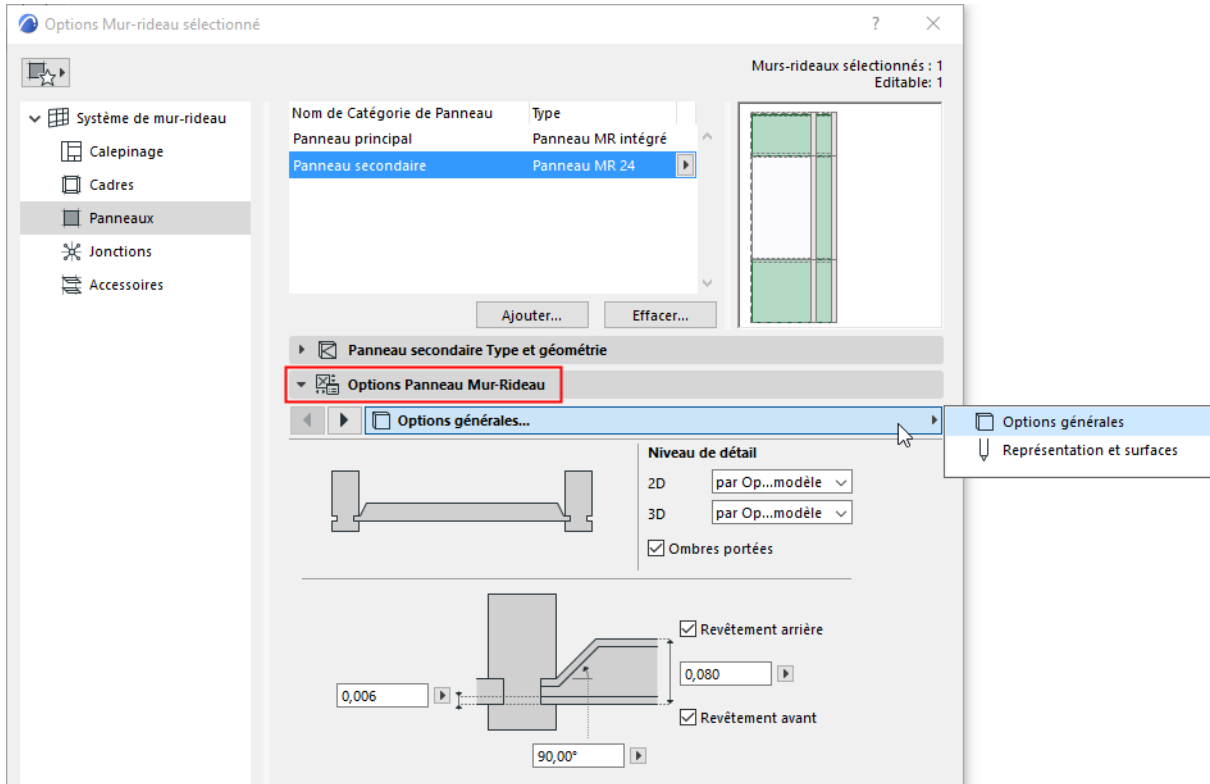 Options Mur-rideau sélectionné
?
Murs-rideaux sélectionnés : 1
Editable: 1
Système de mur-rideau
Calepinage
Cadres
Panneaux
Jonctions
Accessoires
Nom de Catégorie de Panneau Type
Panneau principal Panneau MR intégré
Panneau secondaire Panneau MR 24
Ajouter... Effacer...
Panneau secondaire Type et géométrie
Options Panneau Mur-Rideau
Options générales...
Options générales
Représentation et surfaces
Niveau de détail
2D par Op...modèle
3D par Op...modèle
Ombres portées
Revêtement arrière
0,080
0,006
Revêtement avant
90,00°